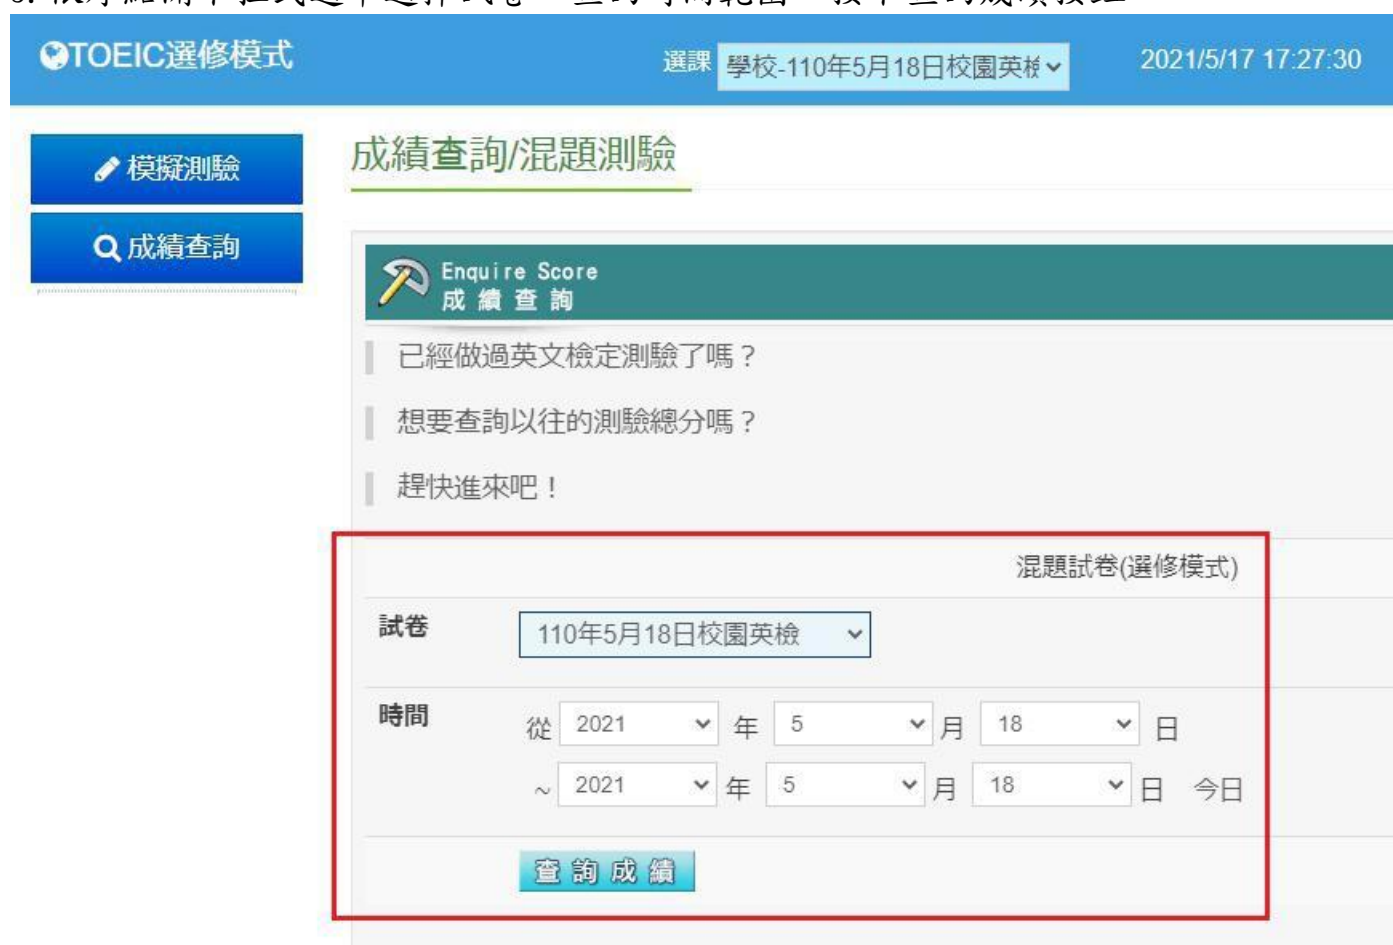 TOEIC選修模式
選課 學校-110年5月18日校園英檢
2021/5/17 17:27:30
模擬測驗
成績查詢
成績查詢/混題測驗
Enquire Score
成績查詢
已經做過英文檢定測驗了嗎？
想要查詢以往的測驗總分嗎？
趕快進來吧！
混題試卷(選修模式)
試卷 110年5月18日校園英檢
時間 從 2021 年 5 月 18 日
~ 2021 年 5 月 18 日 今日
查詢成績